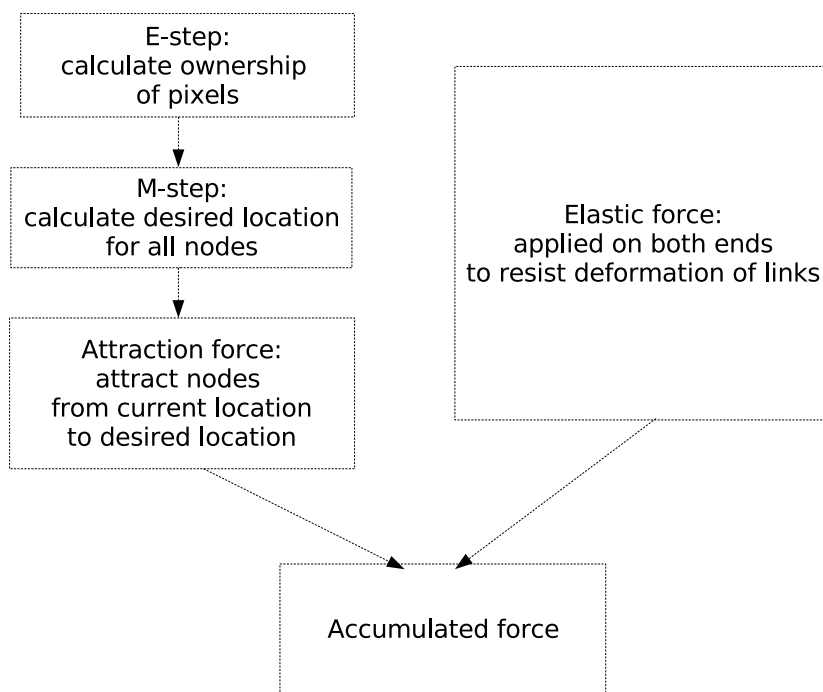 E-step:
calculate ownership
of pixels
M-step:
calculate desired location
for all nodes
Attraction force:
attract nodes
from current location
to desired location
Elastic force:
applied on both ends
to resist deformation of links
Accumulated force